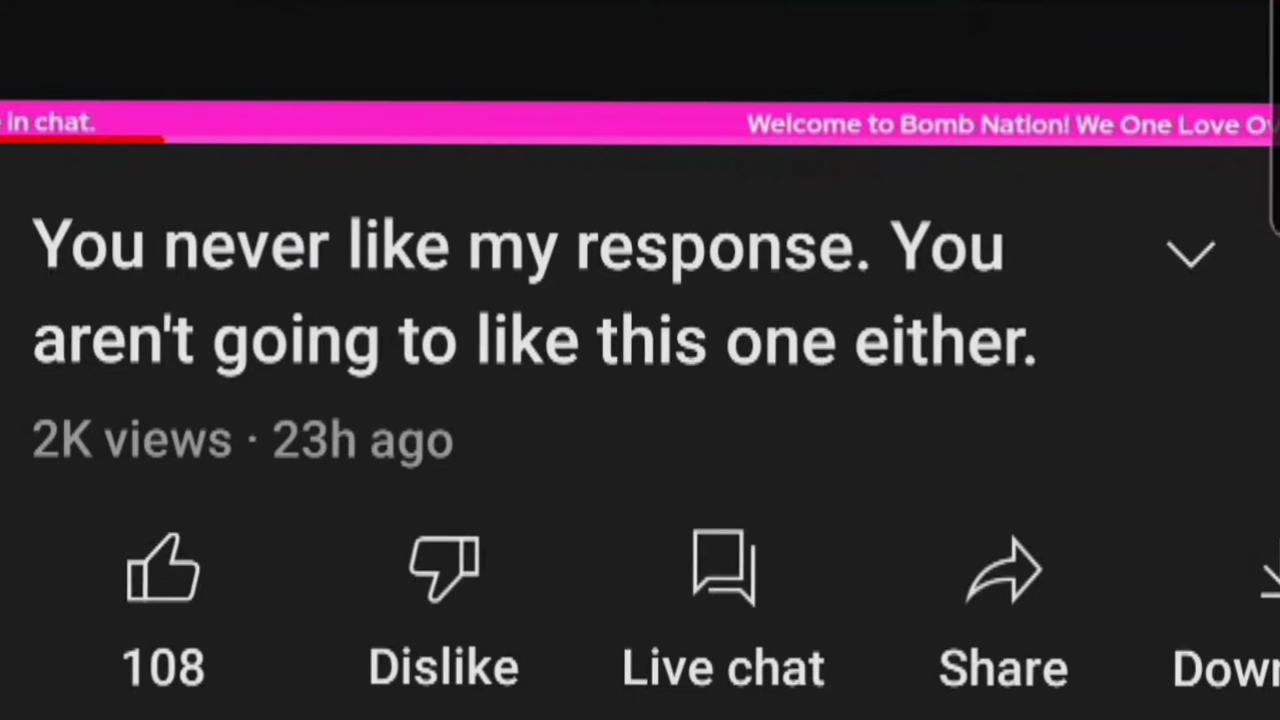 in chat.
Welcome to Bomb Nation! We One Love
You never like my response. You
aren't going to like this one either.
2K views · 23h ago
108
Dislike
Live chat
Share
Down